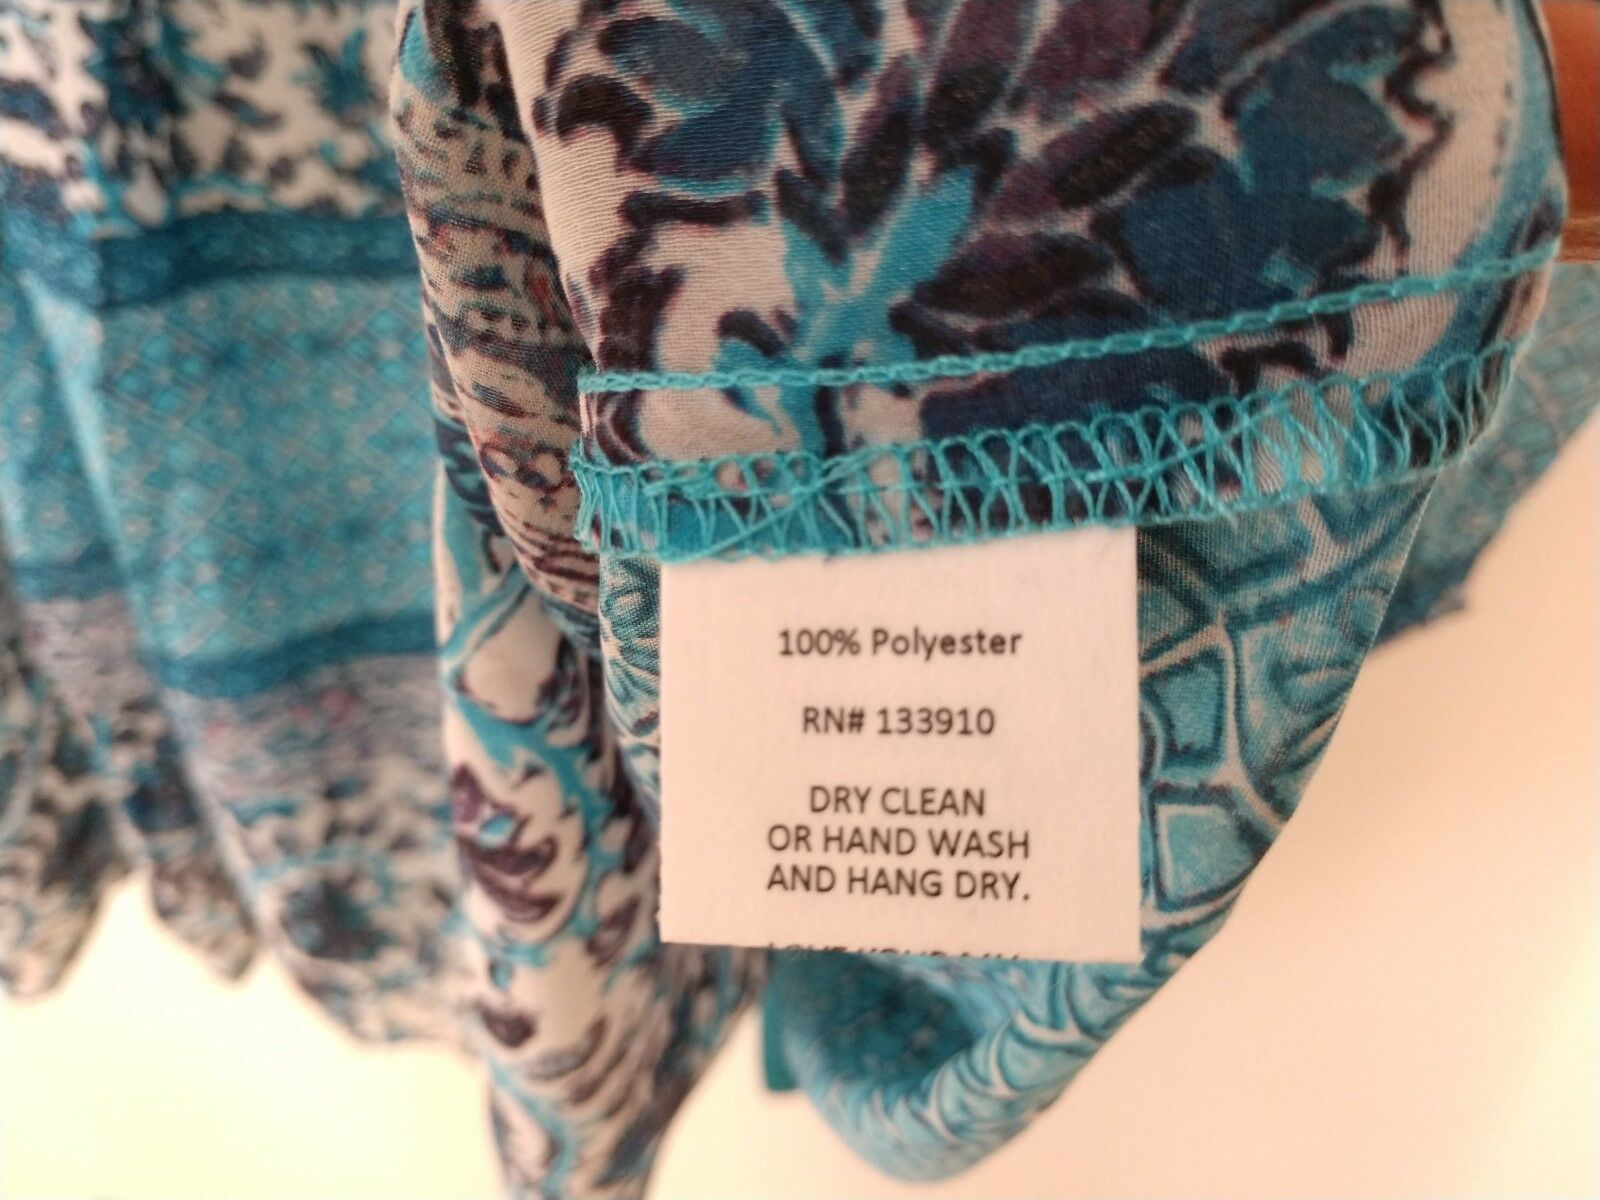 100% Polyester
RN# 133910
DRY CLEAN
OR HAND WASH
AND HANG DRY.